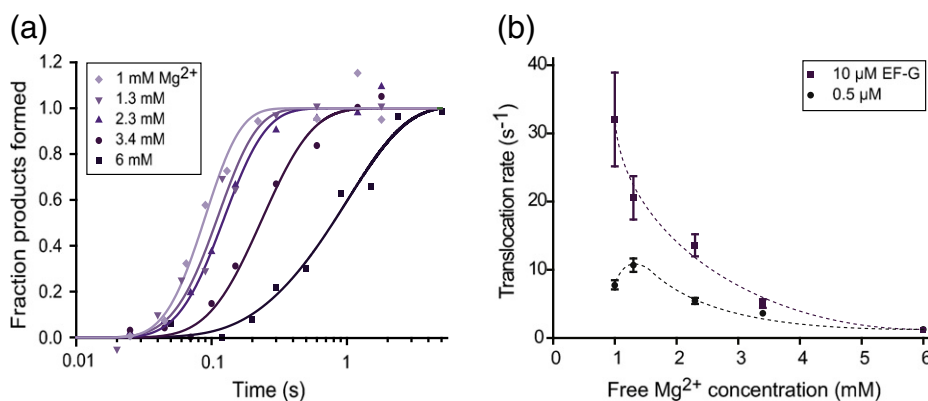 (a)
1.2
1.0
0.8
0.6
0.4
0.2
0.0
Fraction products formed
1 mM Mg²⁺
1.3 mM
2.3 mM
3.4 mM
6 mM
0.01
0.1
1
Time (s)
(b)
40
30
20
10
0
Translocation rate (s⁻¹)
10 µM EF-G
0.5 µM
0
1
2
3
4
5
6
Free Mg²⁺ concentration (mM)